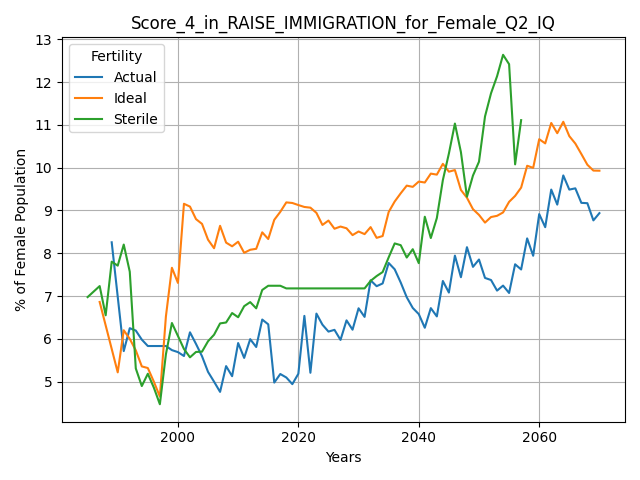 Score_4_in_RAISE_IMMIGRATION_for_Female_Q2_IQ
% of Female Population
13
12
11
10
9
8
7
6
5
Fertility
Actual
Ideal
Sterile
2000
2020
2040
2060
Years